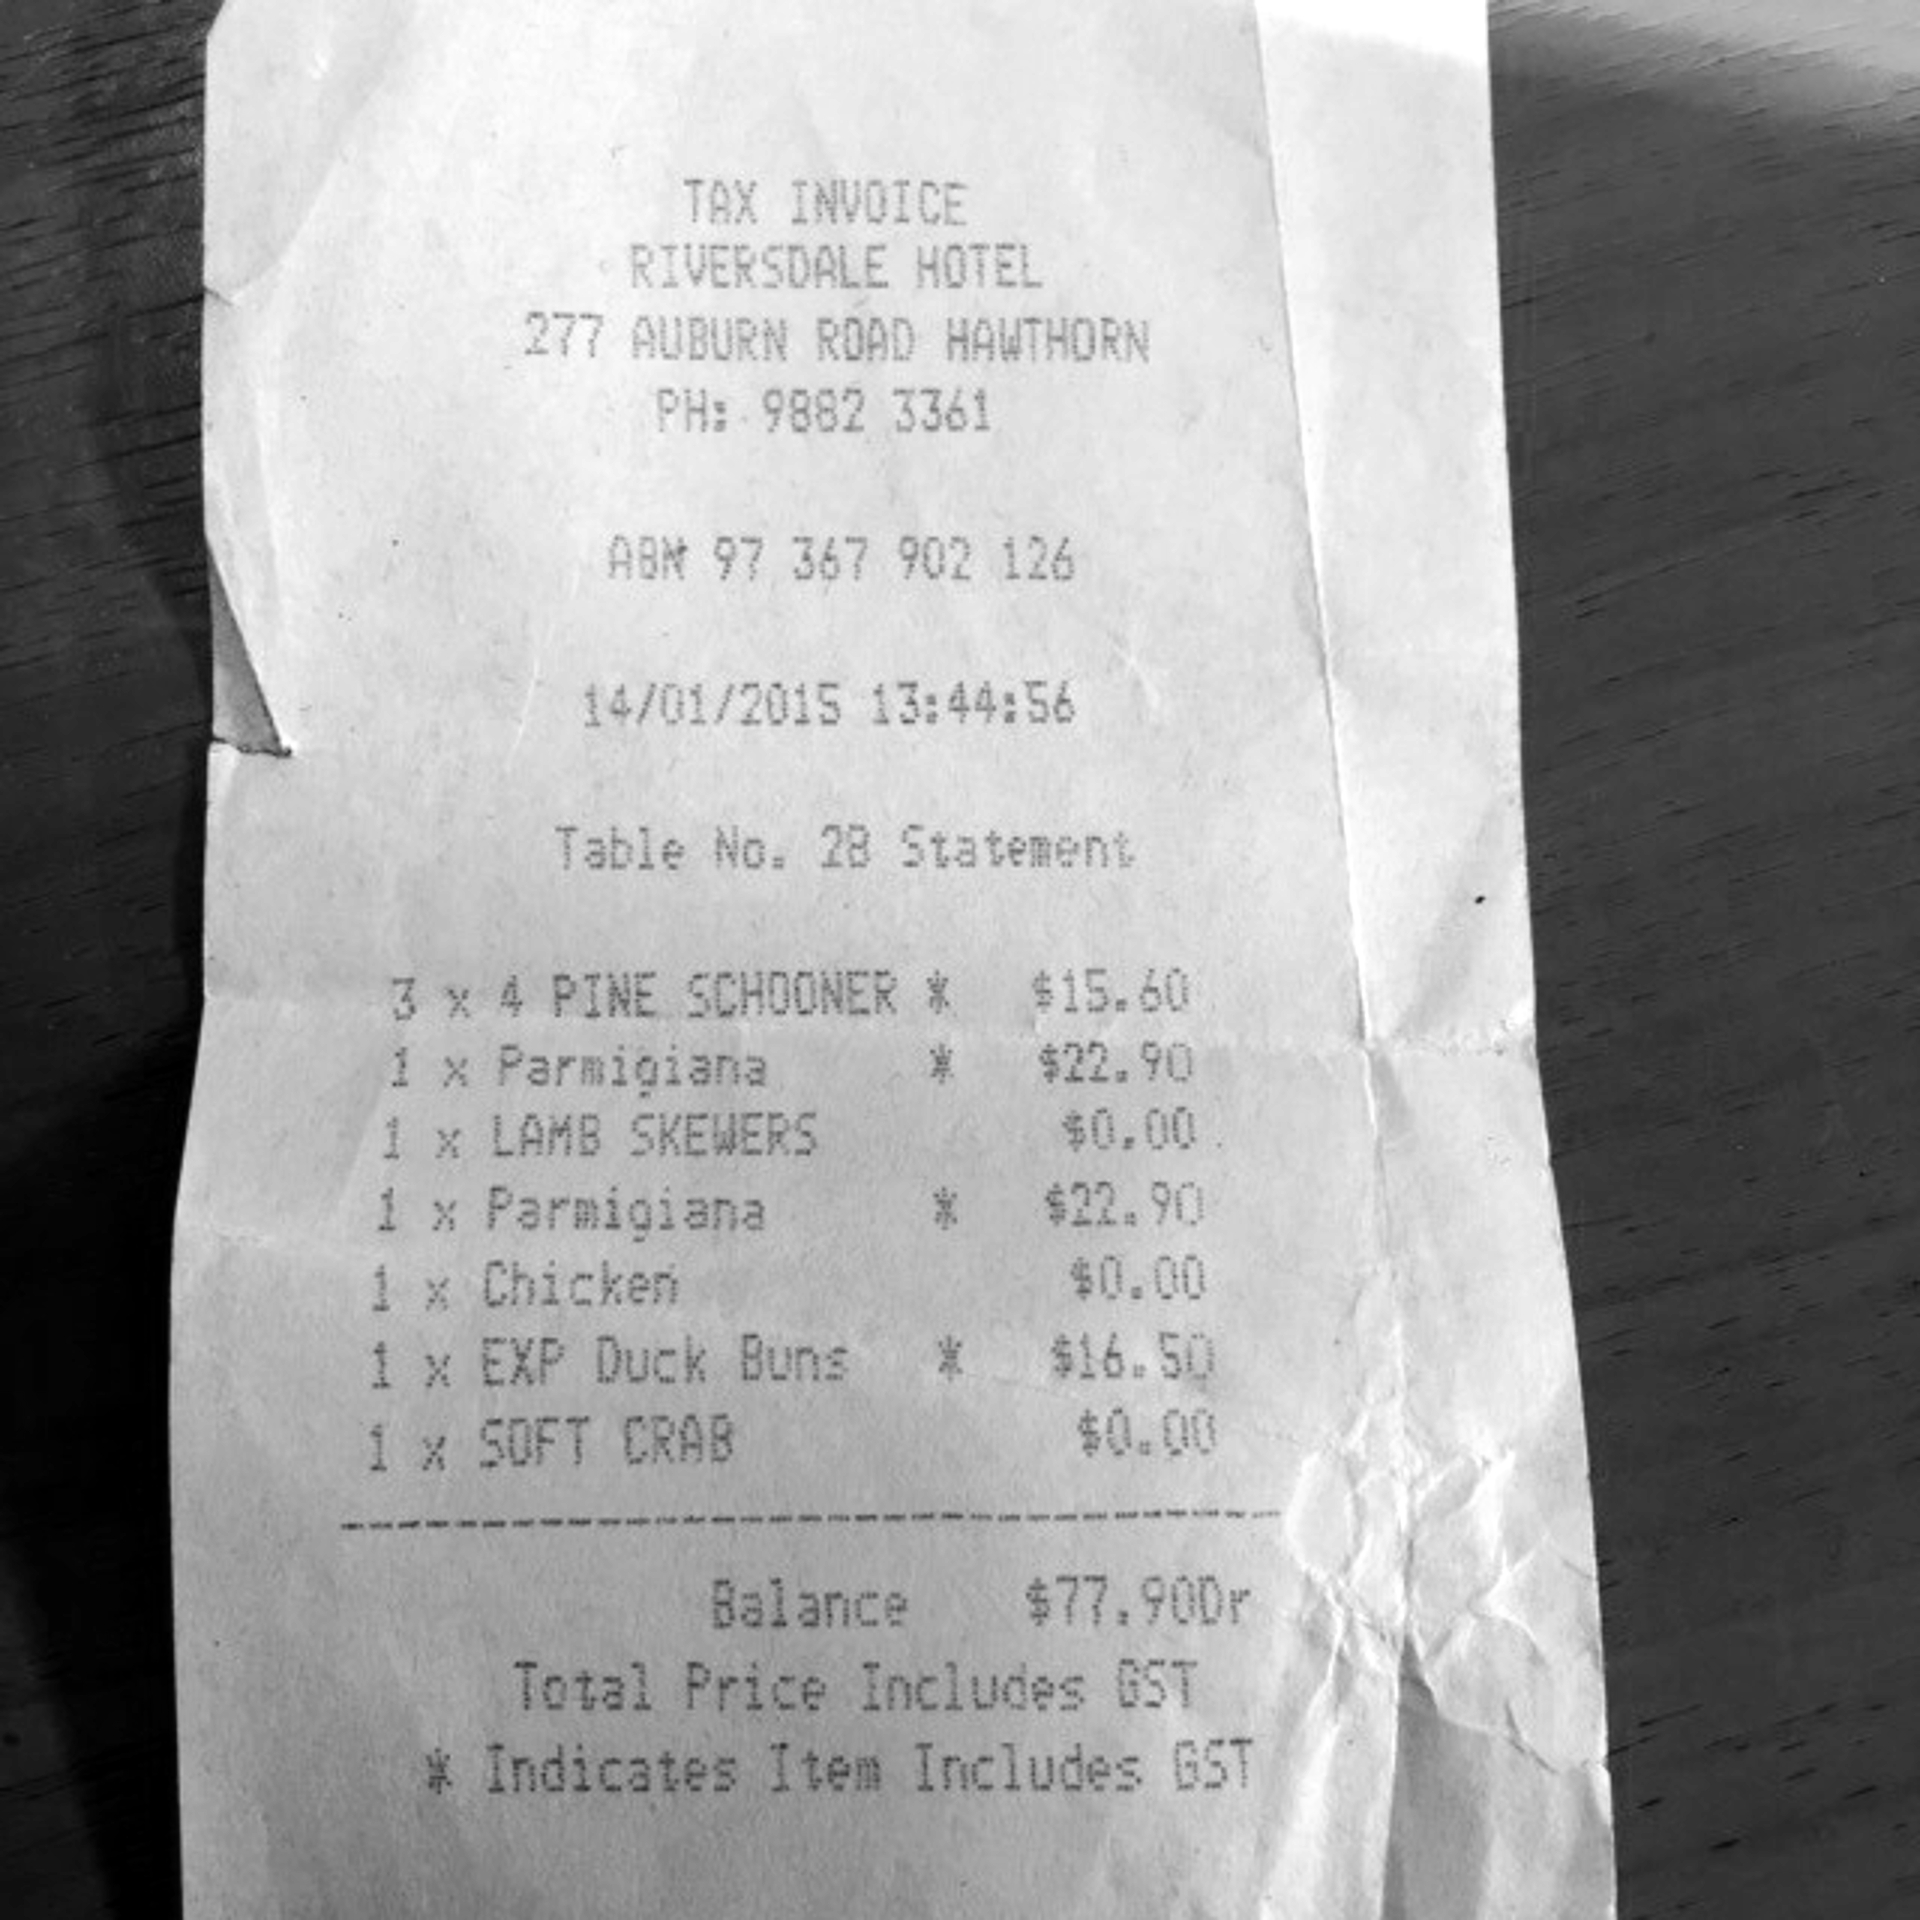 TAX INVOICE
RIVERSDALE HOTEL
277 AUBURN ROAD HAWTHORN
PH: 9882 3361
ABN 97 367 902 126
14/01/2015 13:44:56
Table No. 28 Statement
3 x 4 PINE SCHOONER * $15.60
1 x Parmigiana * $22.90
1 x LAMB SKEWERS $0.00
1 x Parmigiana * $22.90
1 x Chicken $0.00
1 x EXP Duck Buns * $16.50
1 x SOFT CRAB $0.00
Balance $77.90Dr
Total Price Includes GST
* Indicates Item Includes GST